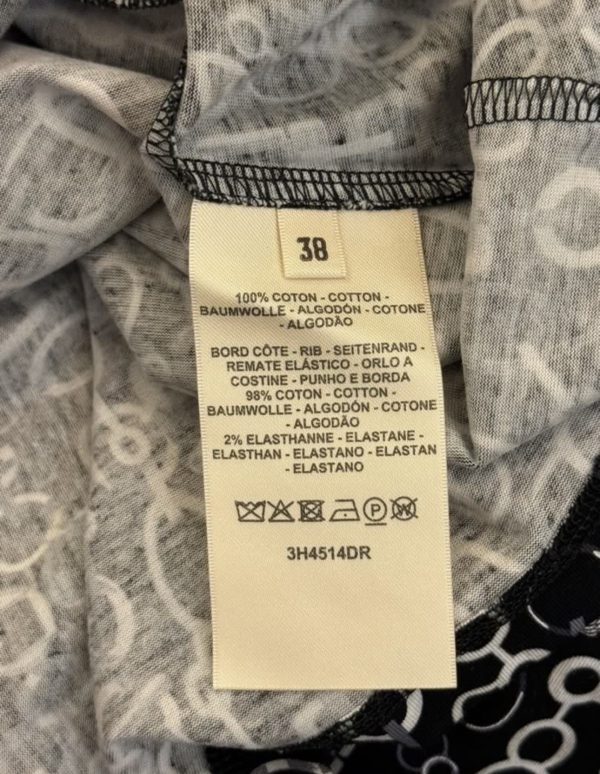 38
100% COTON - COTTON -
BAUMWOLLE - ALGODÓN - COTONE
- ALGODÃO
BORD CÔTE - RIB - SEITENRAND -
REMATE ELÁSTICO - ORLO A
COSTINE - PUNHO E BORDA
98% COTON - COTTON -
BAUMWOLLE - ALGODÓN - COTONE
- ALGODÃO
2% ELASTHANNE - ELASTANE -
ELASTHAN - ELASTANO - ELASTAN
- ELASTANO
P W
3H4514DR